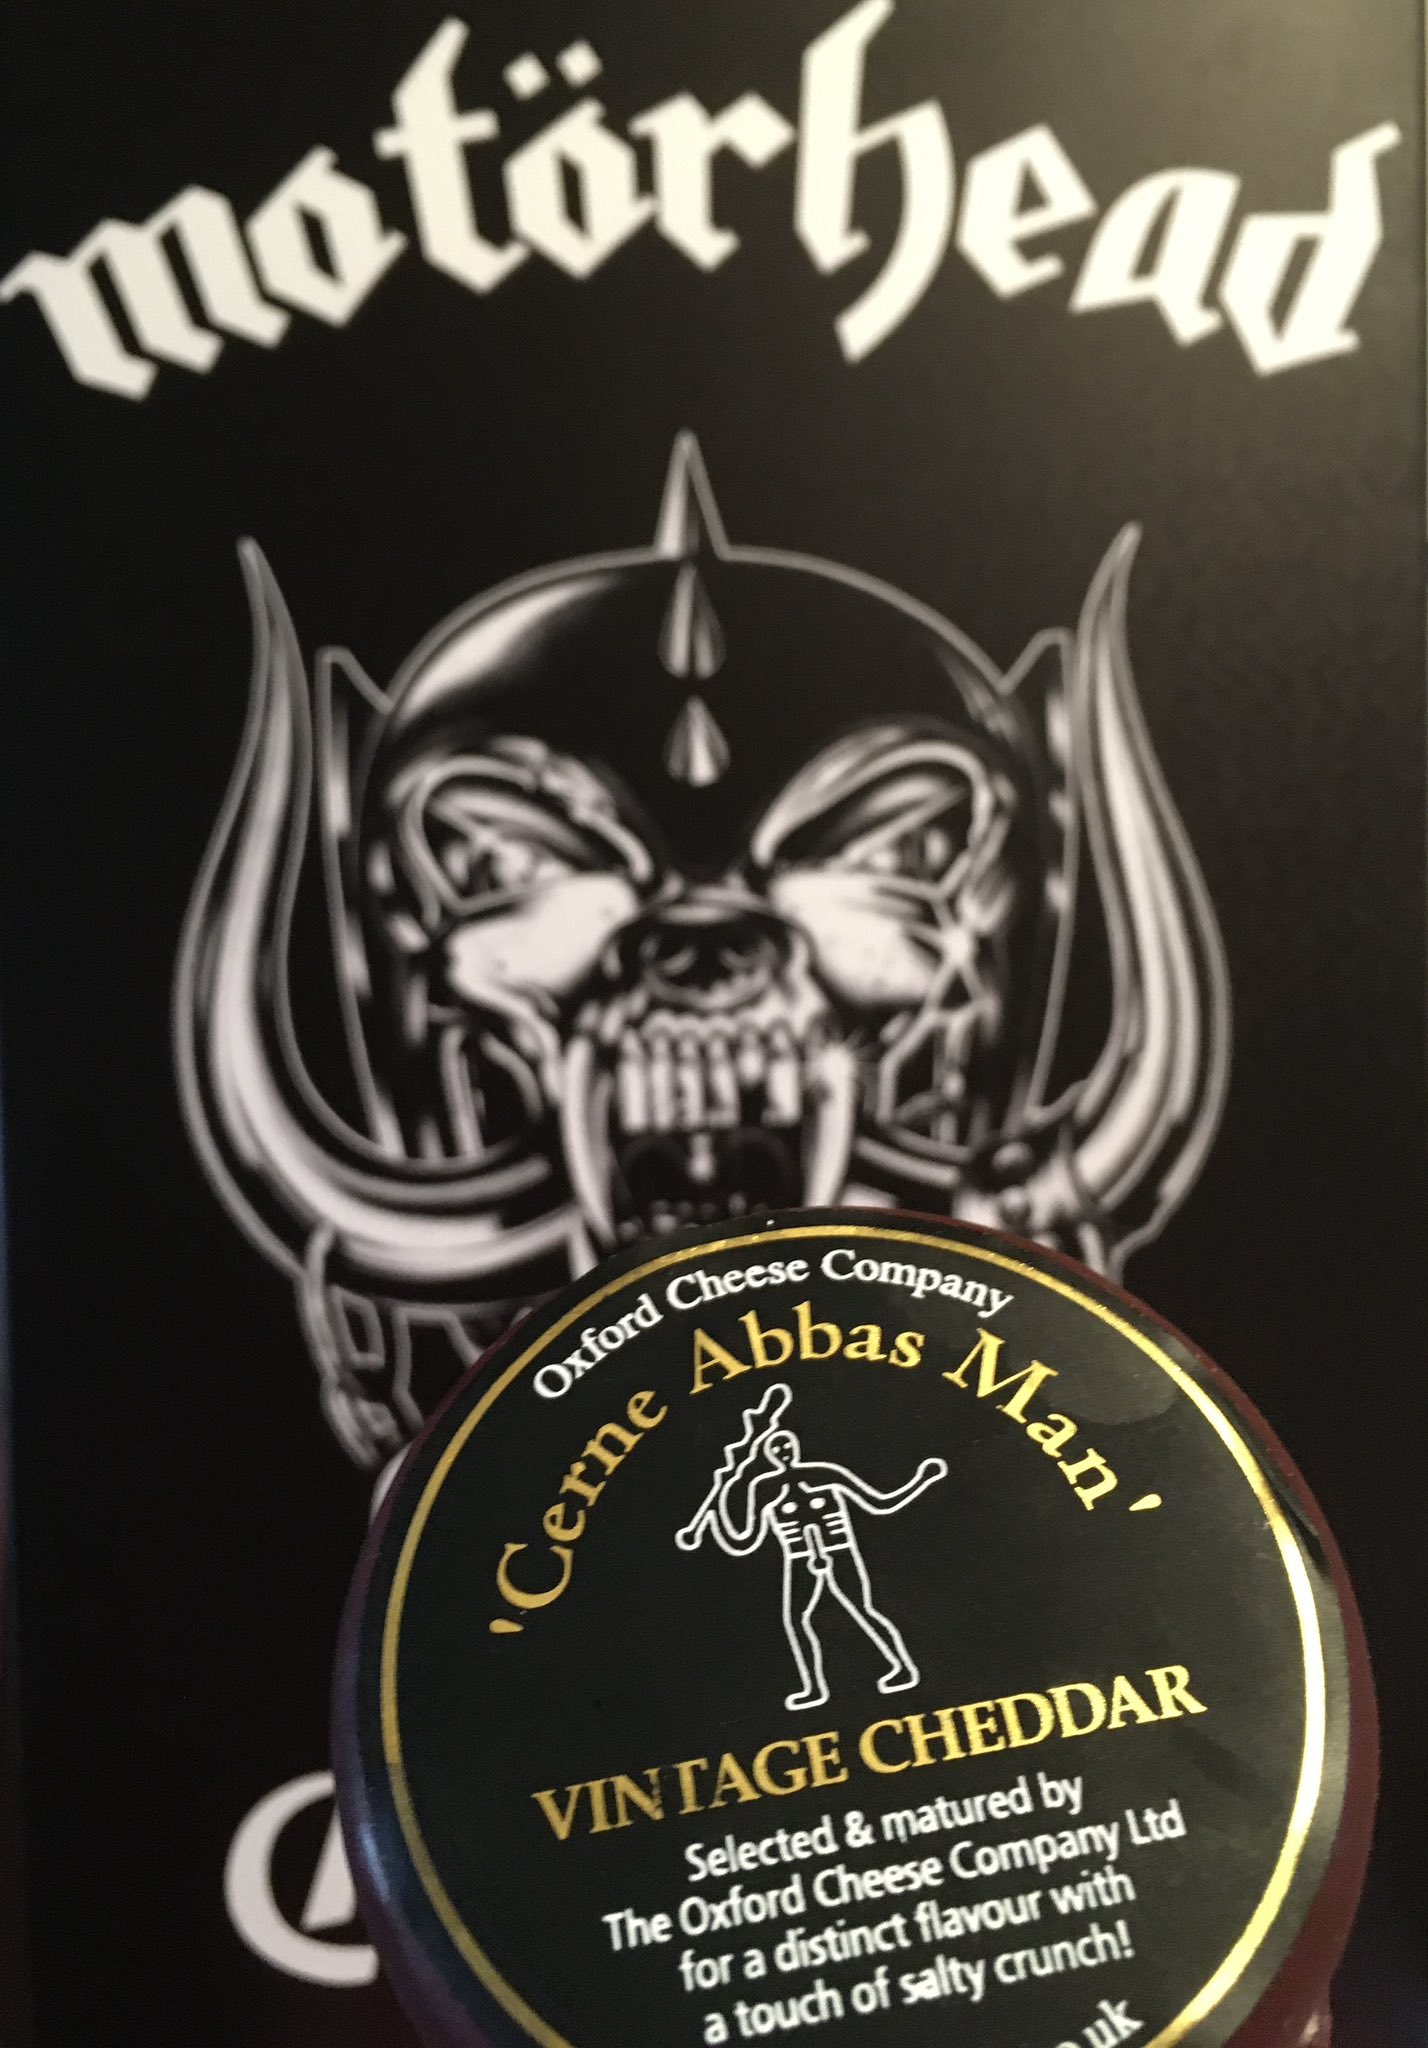 motörhead
Oxford Cheese Company
'Cerne Abbas Man'
VINTAGE CHEDDAR
Selected & matured by
The Oxford Cheese Company Ltd
for a distinct flavour with
a touch of salty crunch!